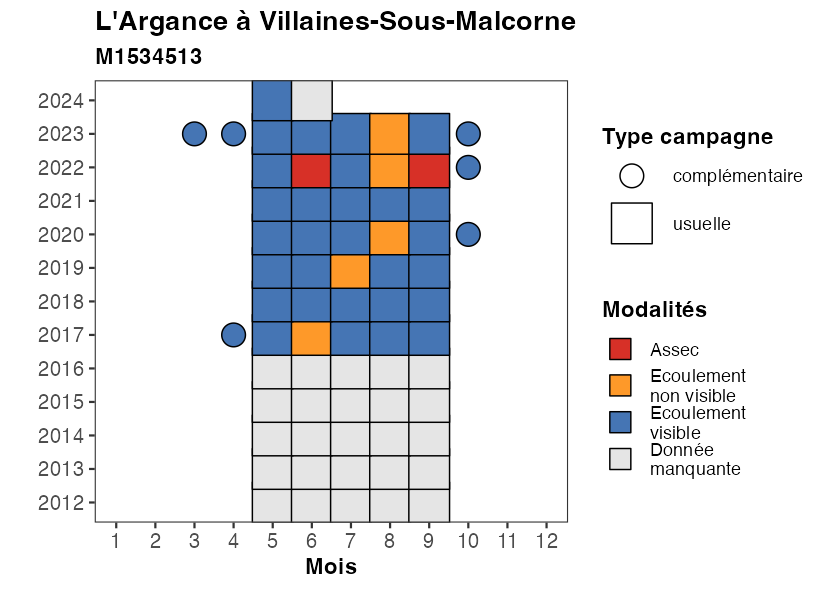 L'Argance à Villaines-Sous-Malcorne
M1534513
2024
2023
2022
2021
2020
2019
2018
2017
2016
2015
2014
2013
2012
1 2 3 4 5 6 7 8 9 10 11 12
Mois
Type campagne
complémentaire
usuelle
Modalités
Assec
Ecoulement
non visible
Ecoulement
visible
Donnée
manquante